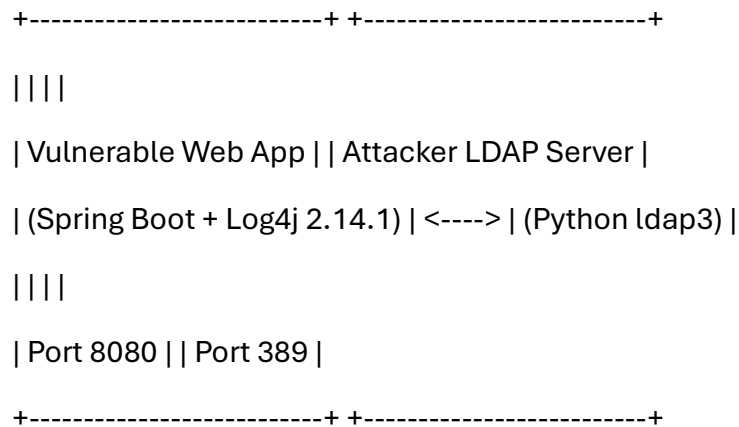 +---------------------------+ +--------------------------+
| | | |
| Vulnerable Web App | | Attacker LDAP Server |
| (Spring Boot + Log4j 2.14.1) | <----> | (Python ldap3) |
| | | |
| Port 8080 | | Port 389 |
+---------------------------+ +--------------------------+